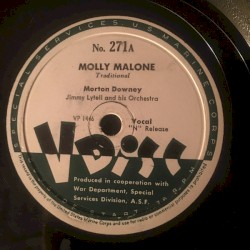 SPECIAL SERVICES U.S. MARINE CORPS
No. 271A
MOLLY MALONE
Traditional
Morton Downey
Jimmy Lytell and his Orchestra
VP 1446
Vocal
"N" Release
V Disc
Produced in cooperation with
War Department, Special
Services Division, A.S.F.